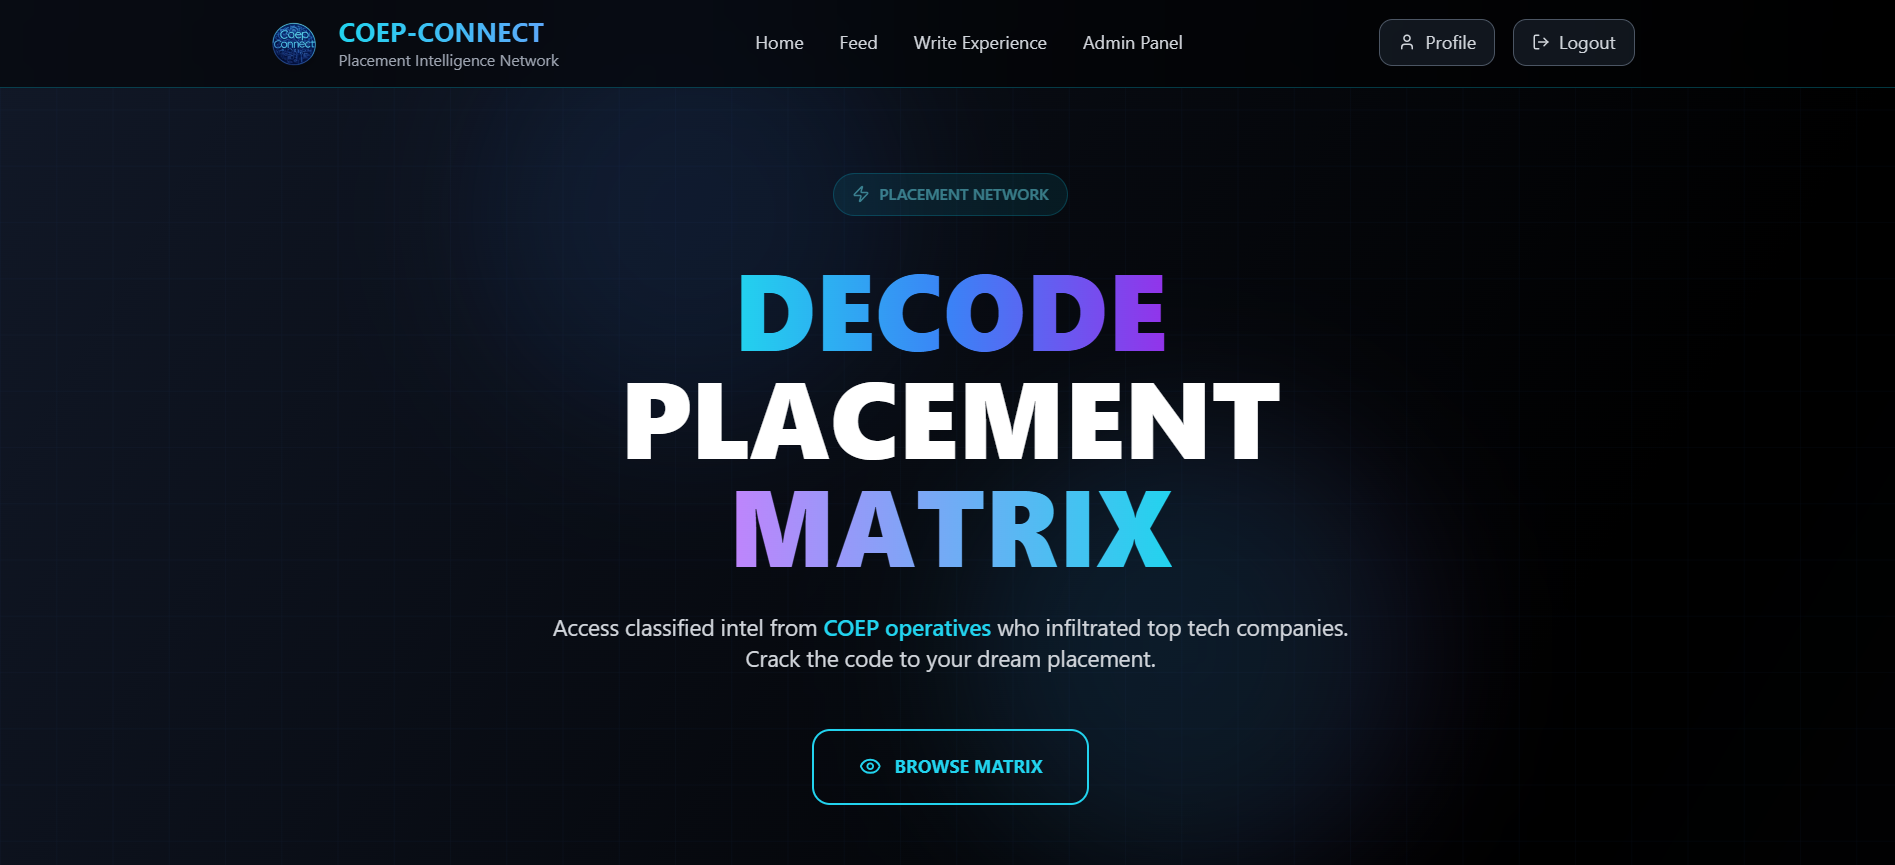 Coep
Connect
COEP-CONNECT
Placement Intelligence Network
Home
Feed
Write Experience
Admin Panel
Profile
Logout
PLACEMENT NETWORK
DECODE
PLACEMENT
MATRIX
Access classified intel from COEP operatives who infiltrated top tech companies.
Crack the code to your dream placement.
BROWSE MATRIX